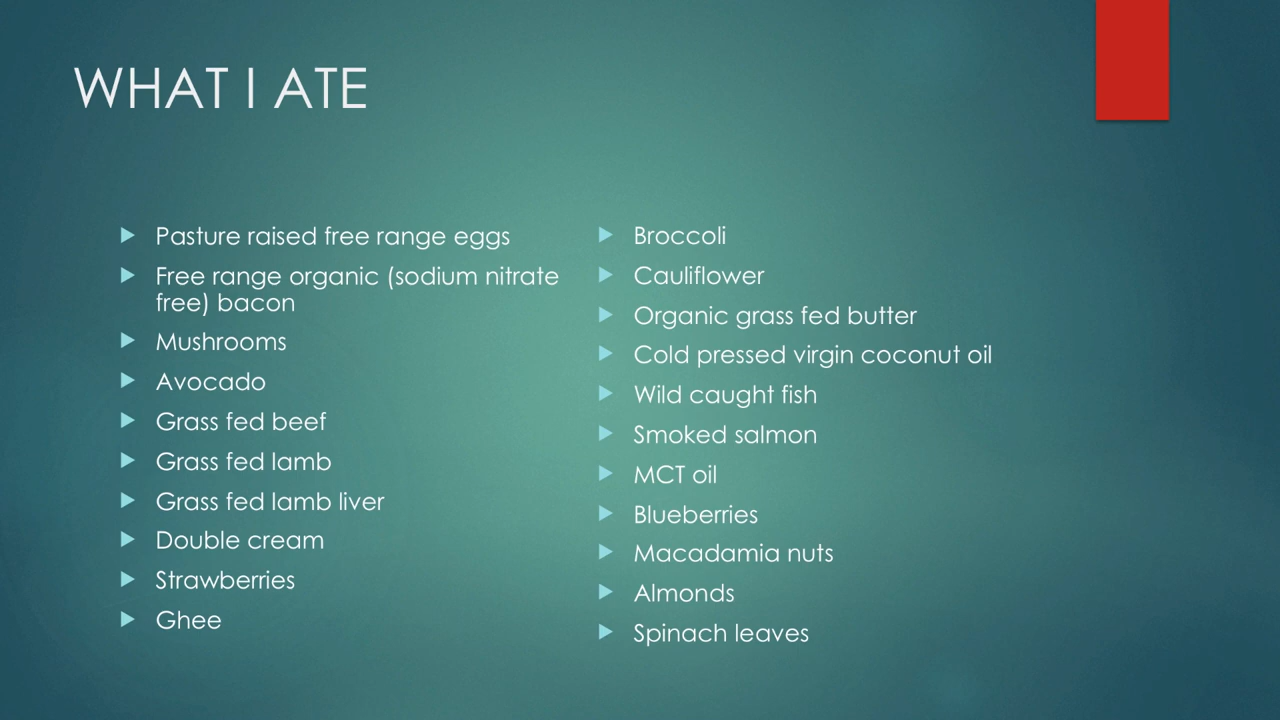 WHAT I ATE
Pasture raised free range eggs
Free range organic (sodium nitrate
free) bacon
Mushrooms
Avocado
Grass fed beef
Grass fed lamb
Grass fed lamb liver
Double cream
Strawberries
Ghee
Broccoli
Cauliflower
Organic grass fed butter
Cold pressed virgin coconut oil
Wild caught fish
Smoked salmon
MCT oil
Blueberries
Macadamia nuts
Almonds
Spinach leaves